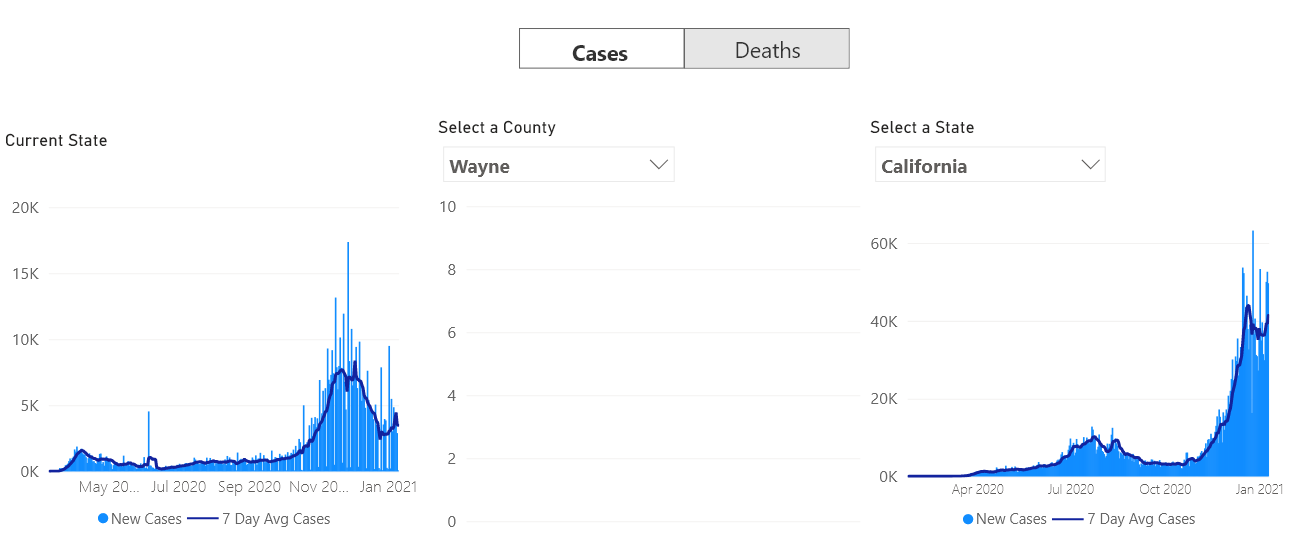 Cases
Deaths
Current State
Select a County
Select a State
Wayne
California
20K
15K
10K
5K
0K
May 20...
Jul 2020
Sep 2020
Nov 20...
Jan 2021
New Cases
7 Day Avg Cases
10
8
6
4
2
0
60K
40K
20K
0K
Apr 2020
Jul 2020
Oct 2020
Jan 2021
New Cases
7 Day Avg Cases